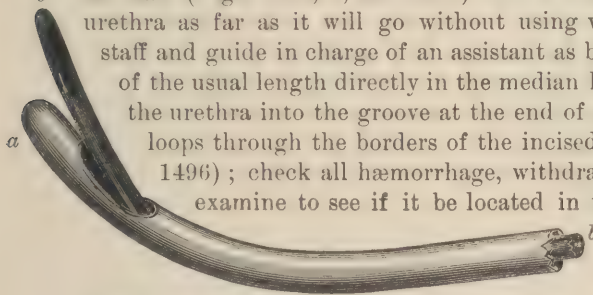 urethra as far as it will go without using
staff and guide in charge of an assistant as
of the usual length directly in the median
the urethra into the groove at the end of
a loops through the borders of the incised
1496) ; check all hæmorrhage,
examine to see if it be located in
b